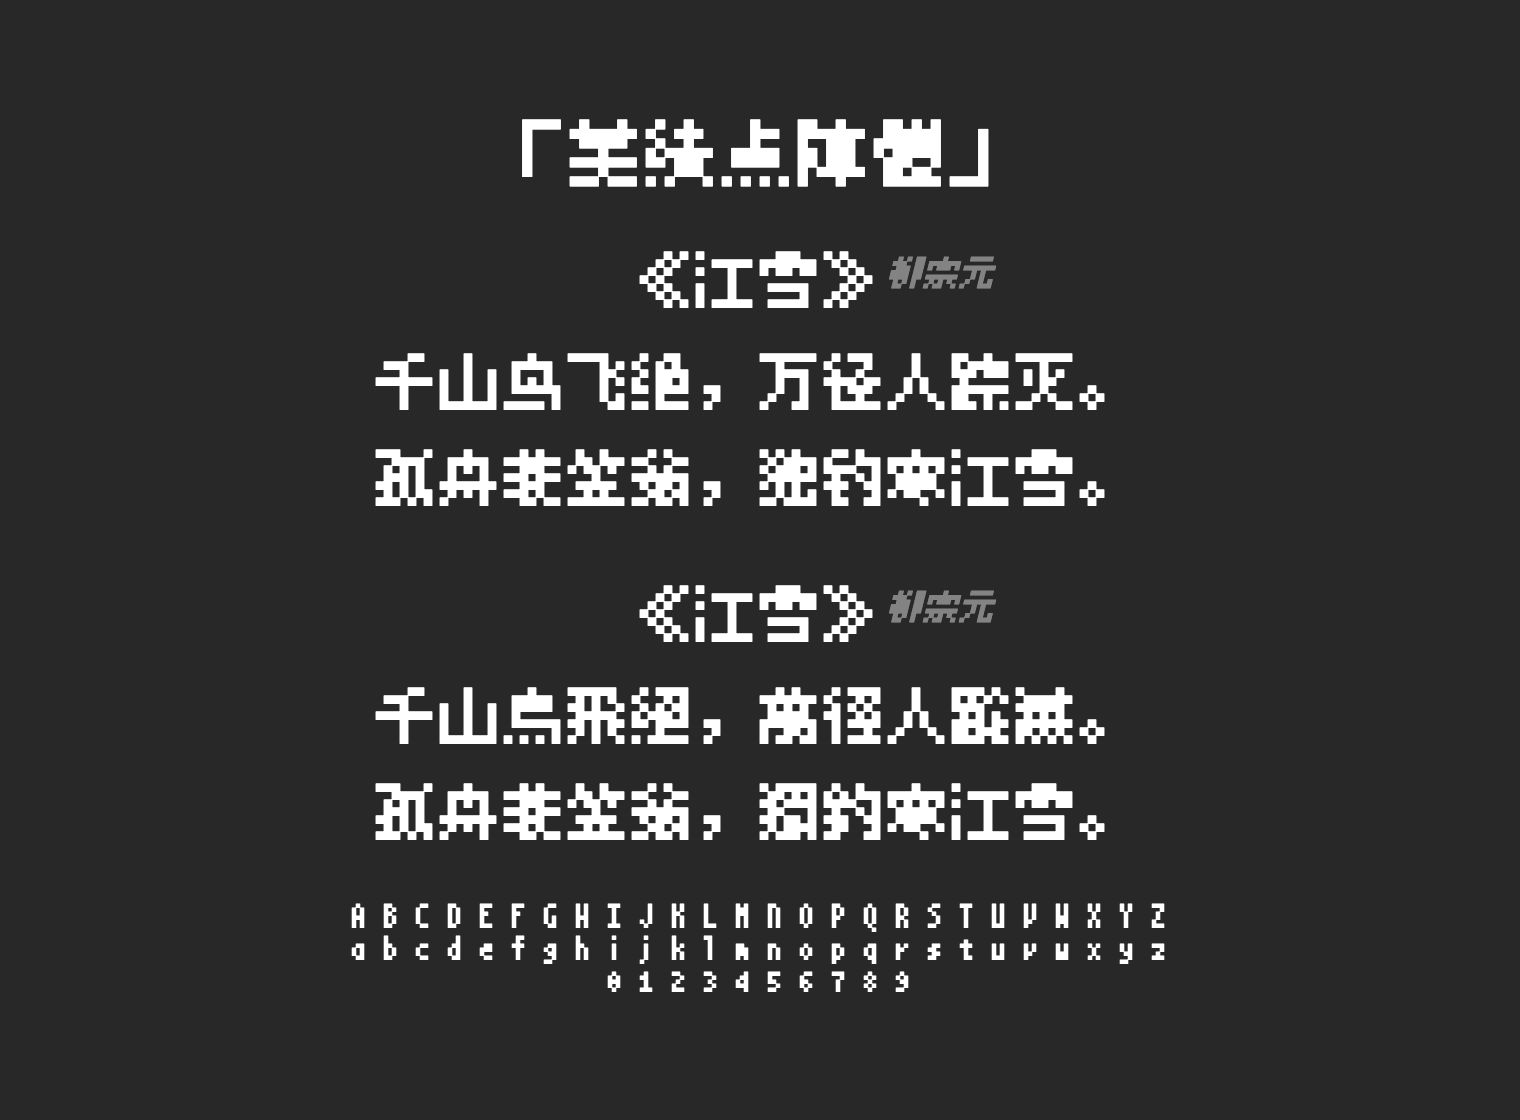 「美绩点阵體」
《江雪》柳宗元
千山鸟飞绝，万径人踪灭。
孤舟蓑笠翁，独钓寒江雪。
《江雪》柳宗元
千山鳥飛絕，萬徑人蹤滅。
孤舟蓑笠翁，獨釣寒江雪。
A B C D E F G H I J K L M N O P Q R S T U V W X Y Z
a b c d e f g h i j k l m n o p q r s t u v w x y z
0 1 2 3 4 5 6 7 8 9